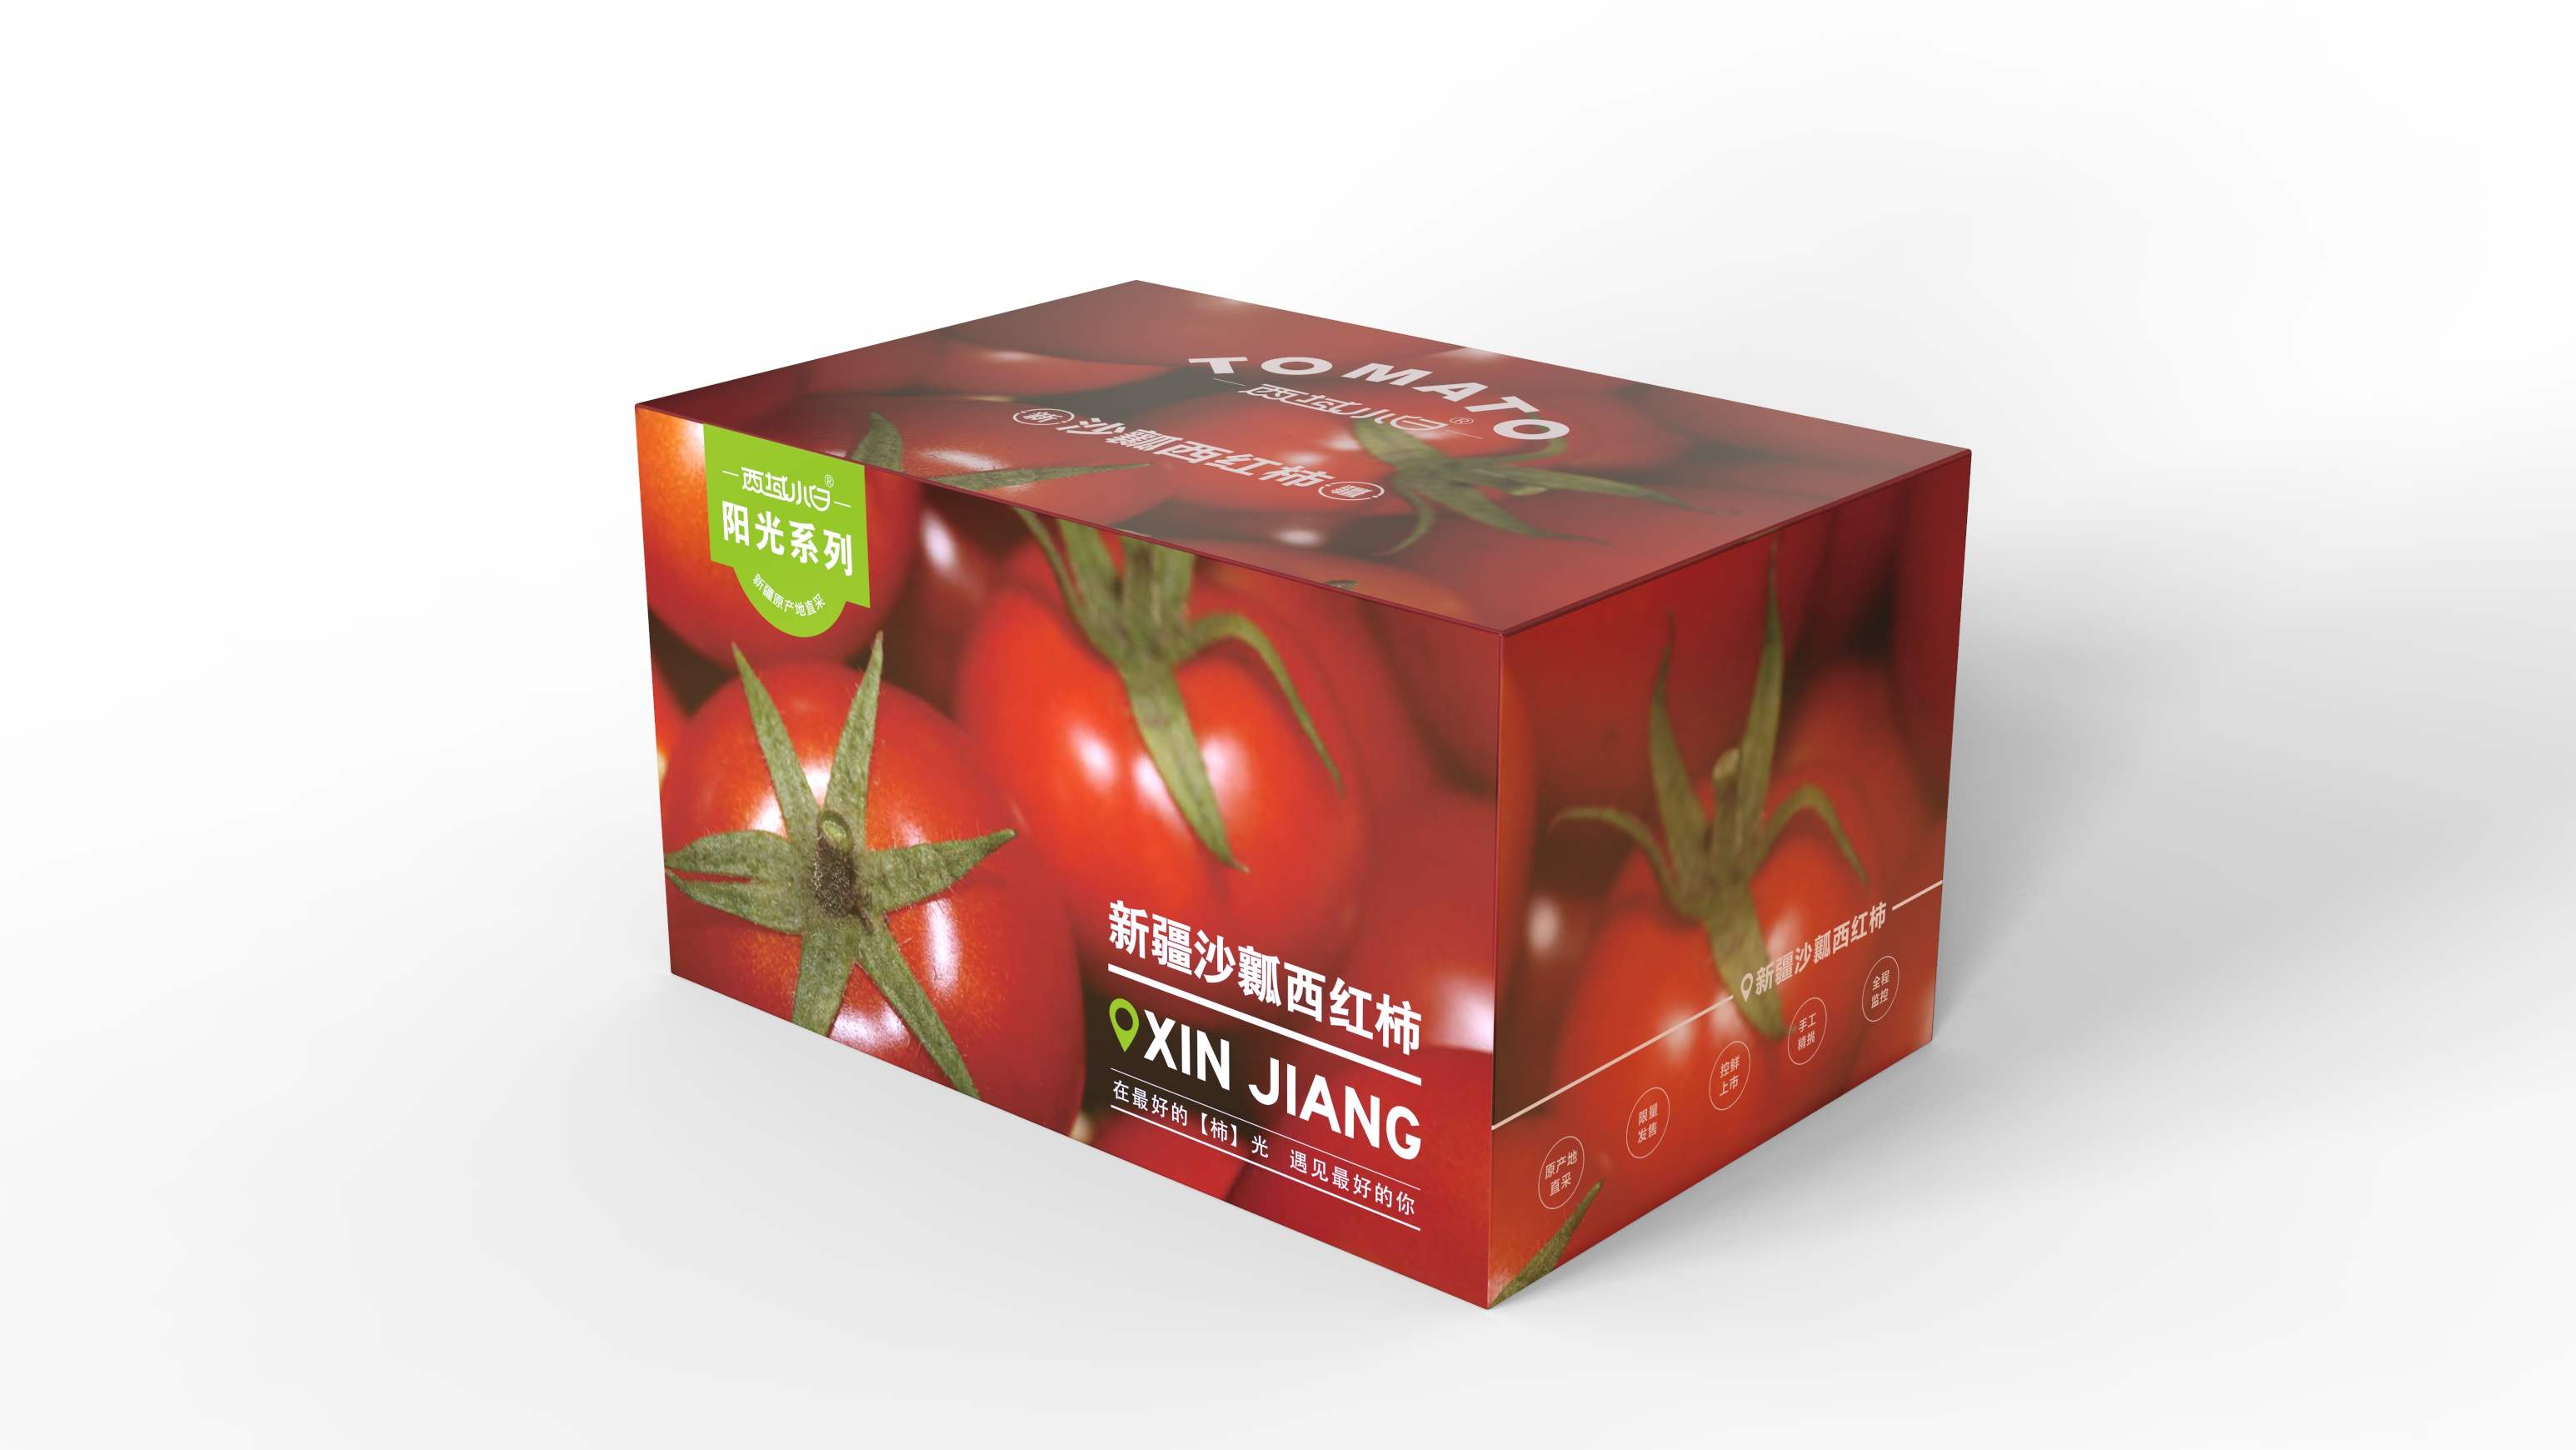 TOMATO
西域小白®
新 沙瓤西红柿 疆
西域小白®
阳光系列
新疆原产地直采
新疆沙瓤西红柿
XIN JIANG
在最好的【柿】光 遇见最好的你
新疆沙瓤西红柿
原产地
直采
限量
发售
控鲜
上市
手工
精挑
全程
监控